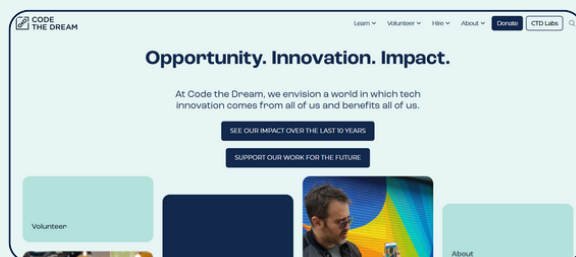 CODE
THE DREAM
Learn
Volunteer
Hire
About
Donate
CTD Labs
Opportunity. Innovation. Impact.
At Code the Dream, we envision a world in which tech
innovation comes from all of us and benefits all of us.
SEE OUR IMPACT OVER THE LAST 10 YEARS
SUPPORT OUR WORK FOR THE FUTURE
Volunteer
About